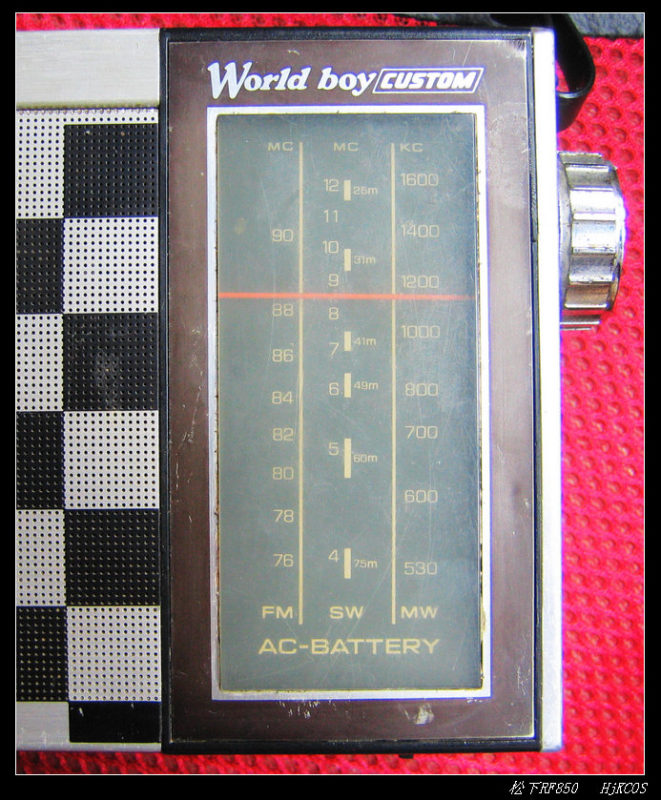 World boy CUSTOM
MC MC KC
12 25m 1600
11
90 1400
10 31m
9 1200
88 8
1000
7 41m
86
6 49m 800
84
82 700
5 60m
80
600
78
76 4 75m 530
FM SW MW
AC-BATTERY
松下RF850 HjRCOS